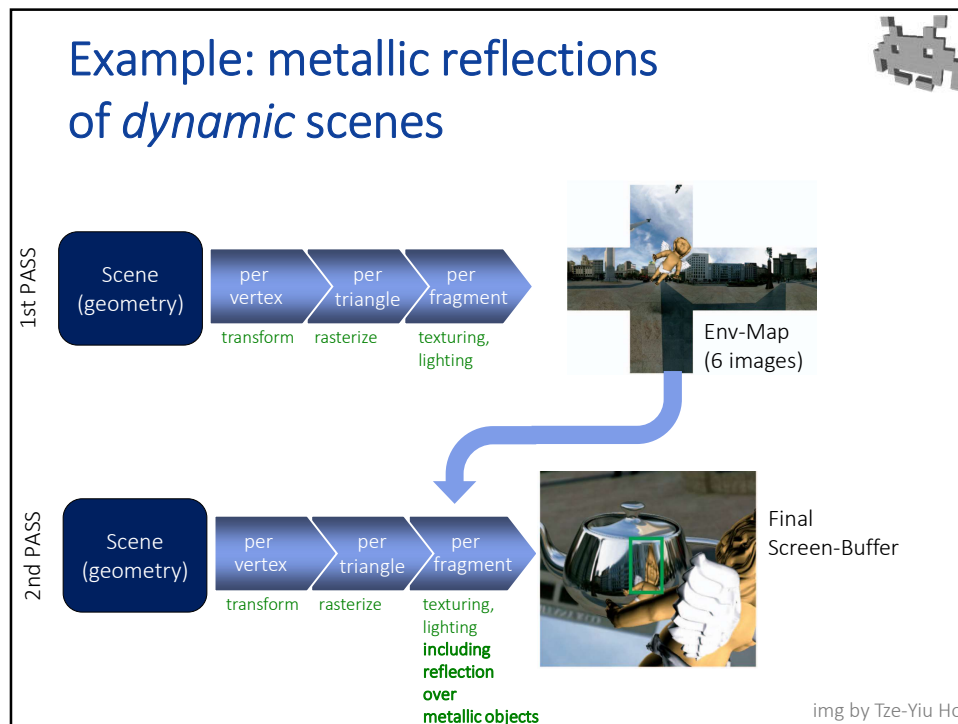 Example: metallic reflections
of dynamic scenes
1st PASS
Scene
(geometry)
per
vertex
per
triangle
per
fragment
transform
rasterize
texturing,
lighting
Env-Map
(6 images)
2nd PASS
Scene
(geometry)
per
vertex
per
triangle
per
fragment
transform
rasterize
texturing,
lighting
including
reflection
over
metallic objects
Final
Screen-Buffer
img by Tze-Yiu Ho